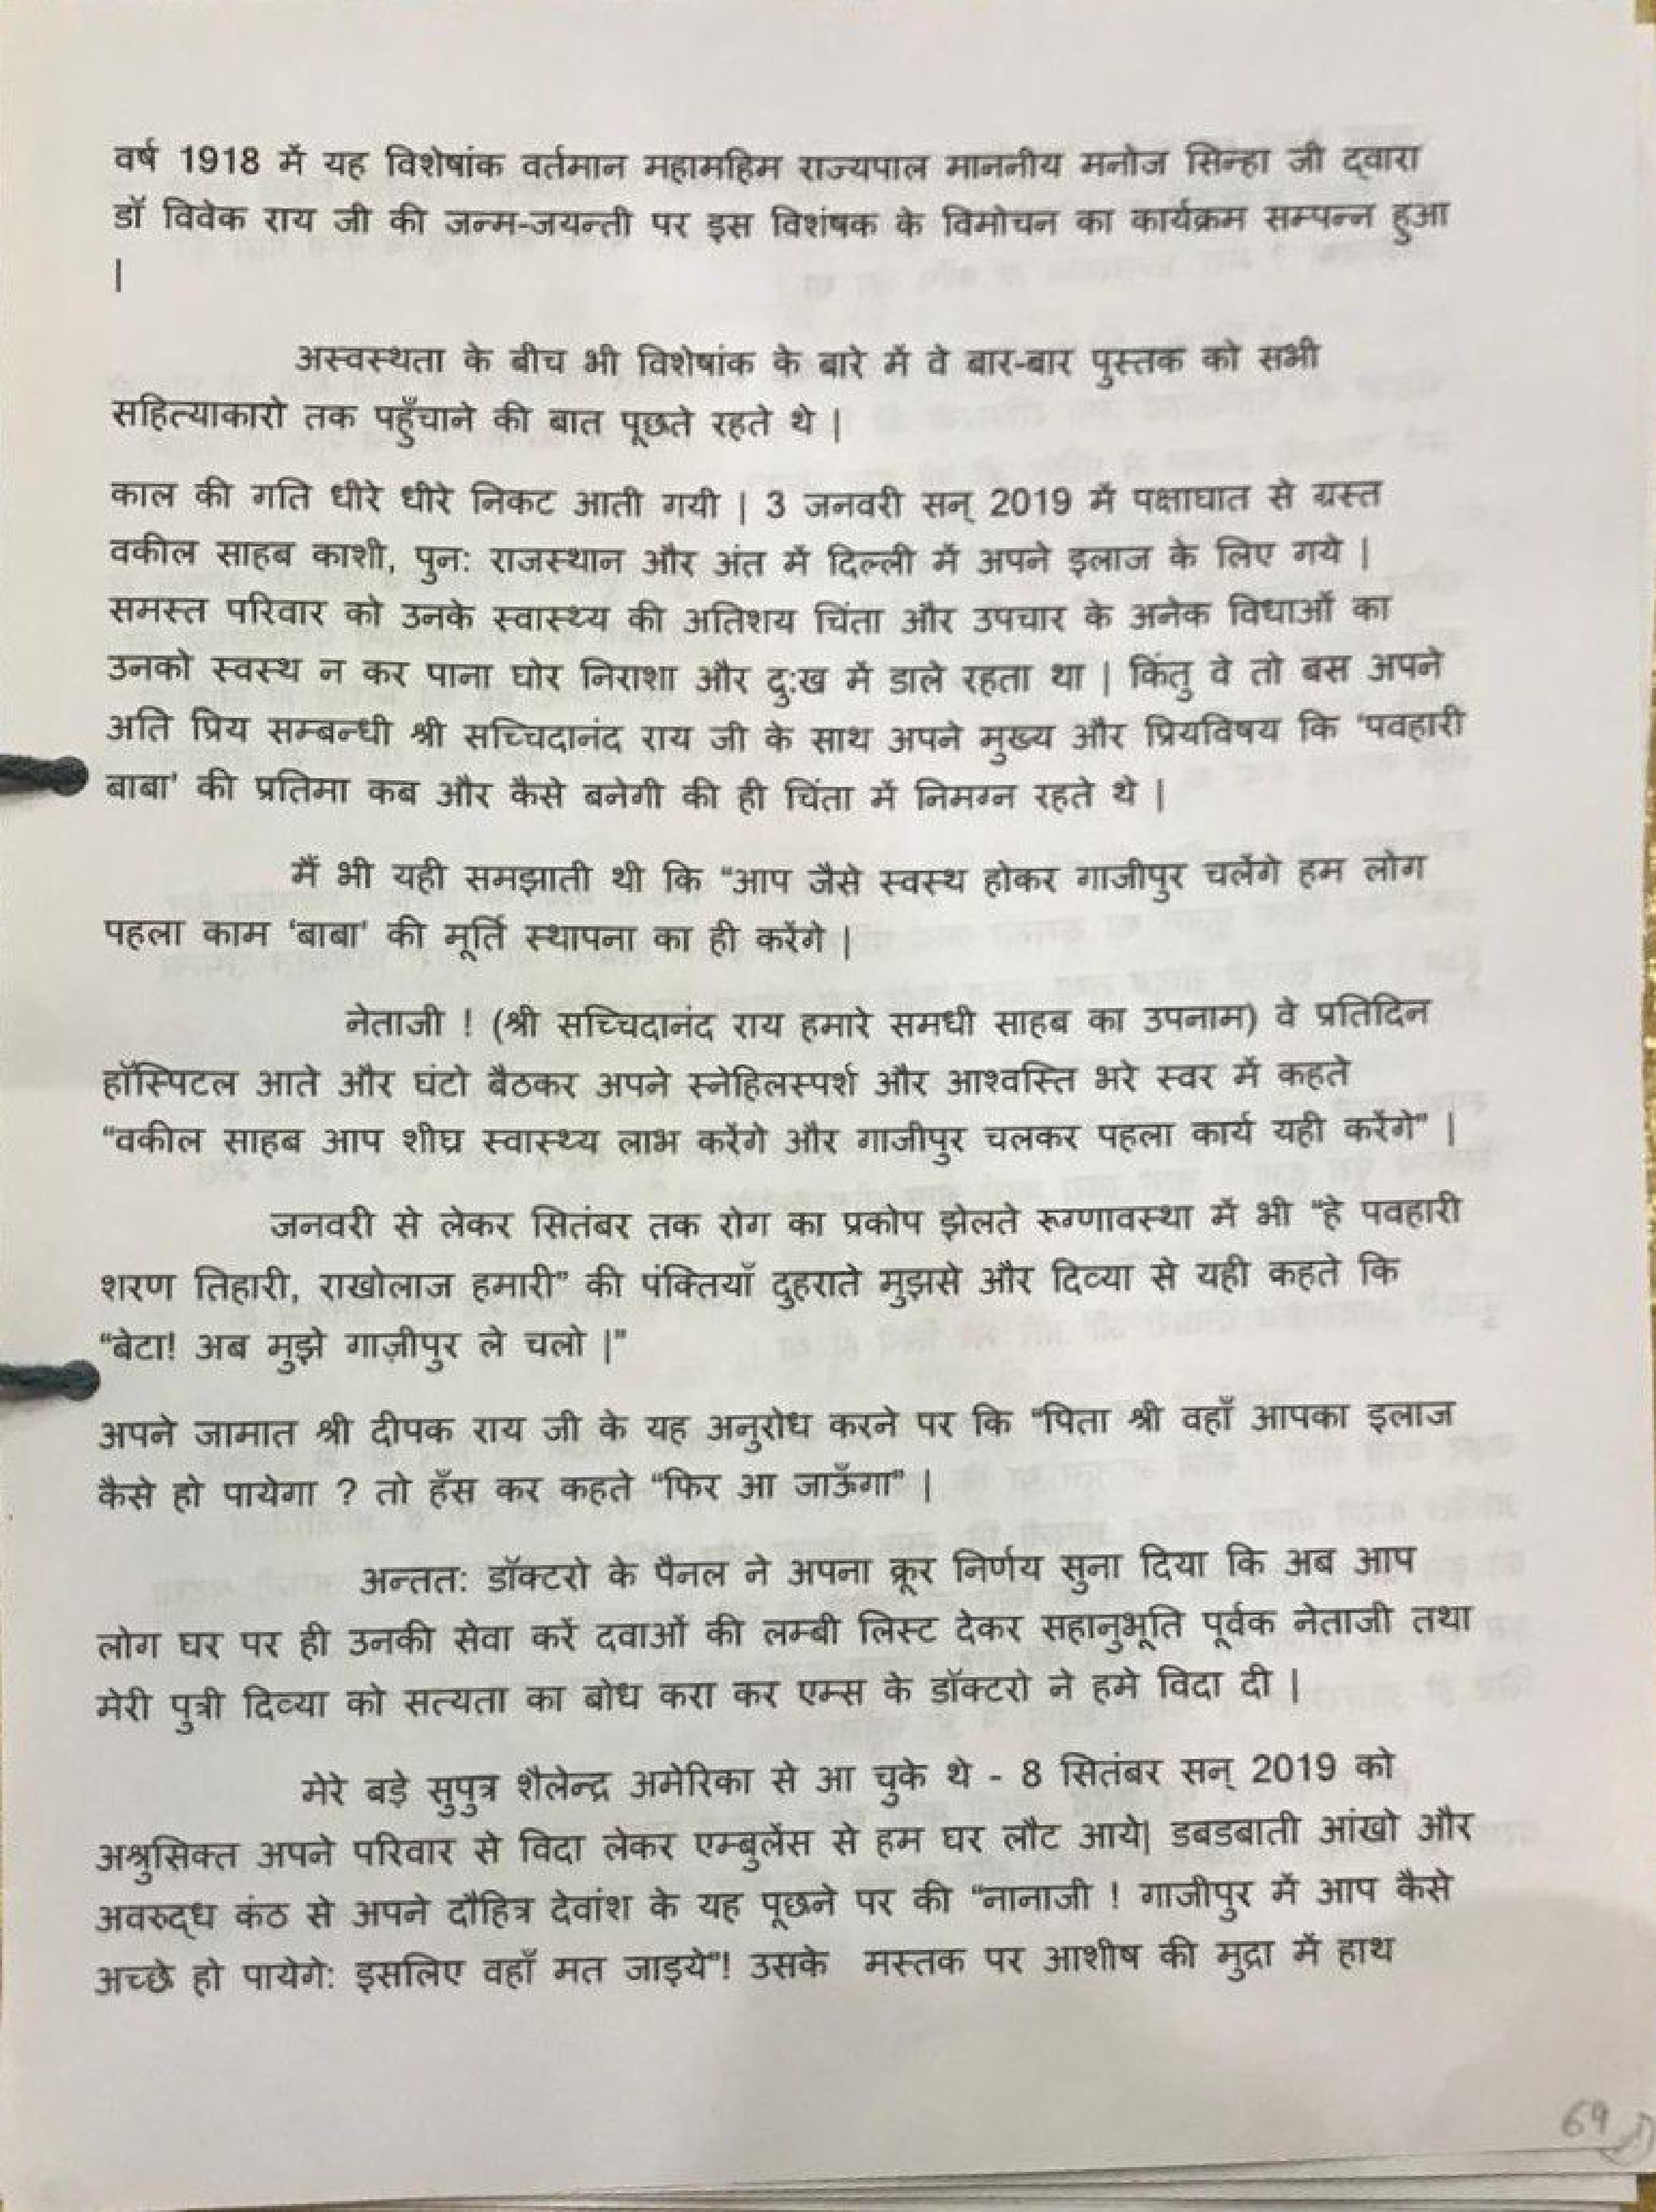 वर्ष 1918 में यह विशेषांक वर्तमान महामहिम राज्यपाल माननीय मनोज सिन्हा जी द्वारा
डॉ विवेक राय जी की जन्म-जयन्ती पर इस विशंषक के विमोचन का कार्यक्रम सम्पन्न हुआ
|
अस्वस्थता के बीच भी विशेषांक के बारे में वे बार-बार पुस्तक को सभी
सहित्याकारो तक पहुँचाने की बात पूछते रहते थे |
काल की गति धीरे धीरे निकट आती गयी | 3 जनवरी सन् 2019 में पक्षाघात से ग्रस्त
वकील साहब काशी, पुन: राजस्थान और अंत में दिल्ली में अपने इलाज के लिए गये |
समस्त परिवार को उनके स्वास्थ्य की अतिशय चिंता और उपचार के अनेक विधाओं का
उनको स्वस्थ न कर पाना घोर निराशा और दु:ख में डाले रहता था | किंतु वे तो बस अपने
अति प्रिय सम्बन्धी श्री सच्चिदानंद राय जी के साथ अपने मुख्य और प्रियविषय कि 'पवहारी
बाबा' की प्रतिमा कब और कैसे बनेगी की ही चिंता में निमग्न रहते थे |
मैं भी यही समझाती थी कि "आप जैसे स्वस्थ होकर गाजीपुर चलेंगे हम लोग
पहला काम 'बाबा' की मूर्ति स्थापना का ही करेंगे |
नेताजी ! (श्री सच्चिदानंद राय हमारे समधी साहब का उपनाम) वे प्रतिदिन
हॉस्पिटल आते और घंटो बैठकर अपने स्नेहिलस्पर्श और आश्वस्ति भरे स्वर में कहते
"वकील साहब आप शीघ्र स्वास्थ्य लाभ करेंगे और गाजीपुर चलकर पहला कार्य यही करेंगे" |
जनवरी से लेकर सितंबर तक रोग का प्रकोप झेलते रूग्णावस्था में भी "हे पवहारी
शरण तिहारी, राखोलाज हमारी" की पंक्तियाँ दुहराते मुझसे और दिव्या से यही कहते कि
"बेटा! अब मुझे गाज़ीपुर ले चलो |"
अपने जामात श्री दीपक राय जी के यह अनुरोध करने पर कि "पिता श्री वहाँ आपका इलाज
कैसे हो पायेगा ? तो हँस कर कहते "फिर आ जाऊँगा" |
अन्तत: डॉक्टरो के पैनल ने अपना क्रूर निर्णय सुना दिया कि अब आप
लोग घर पर ही उनकी सेवा करें दवाओं की लम्बी लिस्ट देकर सहानुभूति पूर्वक नेताजी तथा
मेरी पुत्री दिव्या को सत्यता का बोध करा कर एम्स के डॉक्टरो ने हमे विदा दी |
मेरे बड़े सुपुत्र शैलेन्द्र अमेरिका से आ चुके थे - 8 सितंबर सन् 2019 को
अश्रुसिक्त अपने परिवार से विदा लेकर एम्बुलेंस से हम घर लौट आये| डबडबाती आंखो और
अवरुद्ध कंठ से अपने दौहित्र देवांश के यह पूछने पर की "नानाजी ! गाजीपुर में आप कैसे
अच्छे हो पायेगे: इसलिए वहाँ मत जाइये"! उसके मस्तक पर आशीष की मुद्रा में हाथ
69